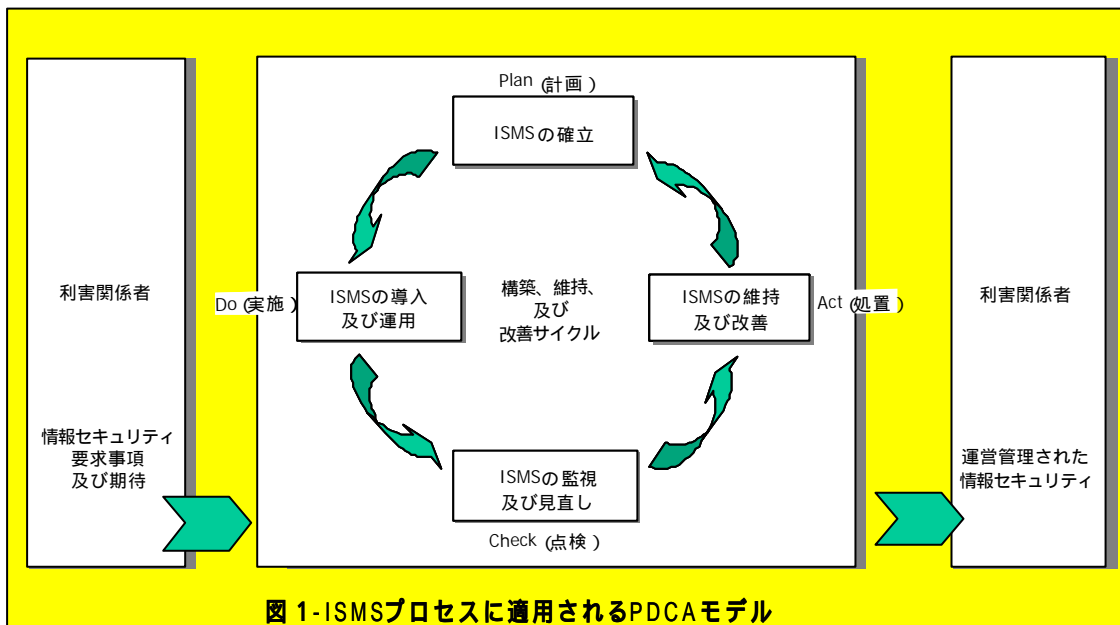 Plan (計画)
ISMSの確立
利害関係者
情報セキュリティ
要求事項
及び期待
Do (実施)
ISMSの導入
及び運用
構築、維持、
及び
改善サイクル
ISMSの維持
及び改善
Act (処置)
ISMSの監視
及び見直し
Check (点検)
利害関係者
運営管理された
情報セキュリティ
図 1-ISMSプロセスに適用されるPDCAモデル